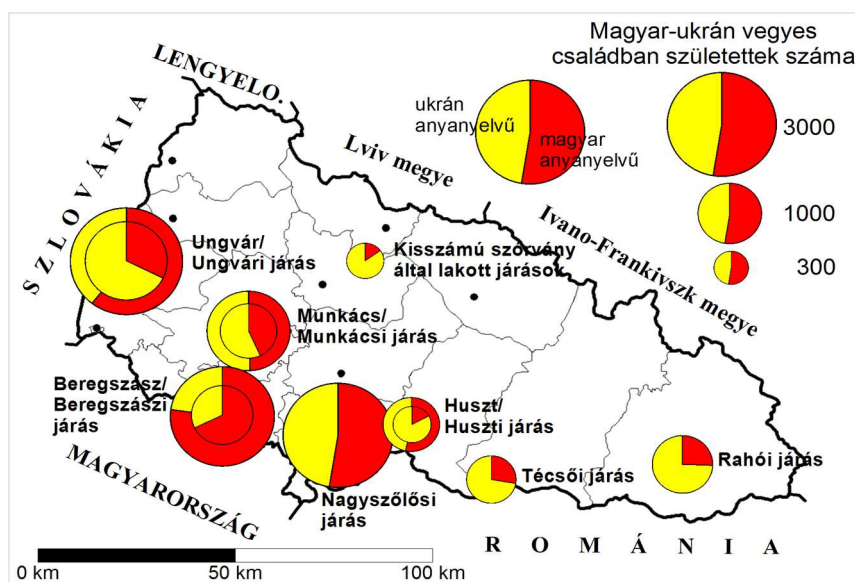 Magyar-ukrán vegyes
családban születettek száma
ukrán
anyanyelvű
magyar
anyanyelvű
3000
1000
300
LENGYELO.
SZLOVÁKIA
Lviv megye
Ivano-Frankivszk megye
Ungvár/
Ungvári járás
Kisszámú szórvány
által lakott járások
Munkács/
Munkácsi járás
Beregszász/
Beregszászi
járás
Huszt/
Huszti járás
Nagyszőlősi
járás
Técsői járás
Rahói járás
MAGYARORSZÁG
ROMÁNIA
0 km
50 km
100 km